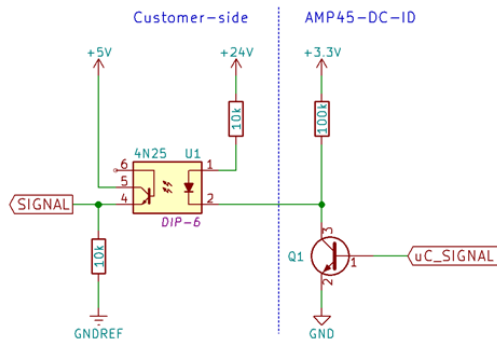 Customer-side
AMP45-DC-ID
+5V
+24V
+3.3V
10k
100k
4N25
U1
6
5
4
1
2
DIP-6
SIGNAL
10k
GNDREF
Q1
3
1
2
uC_SIGNAL
GND